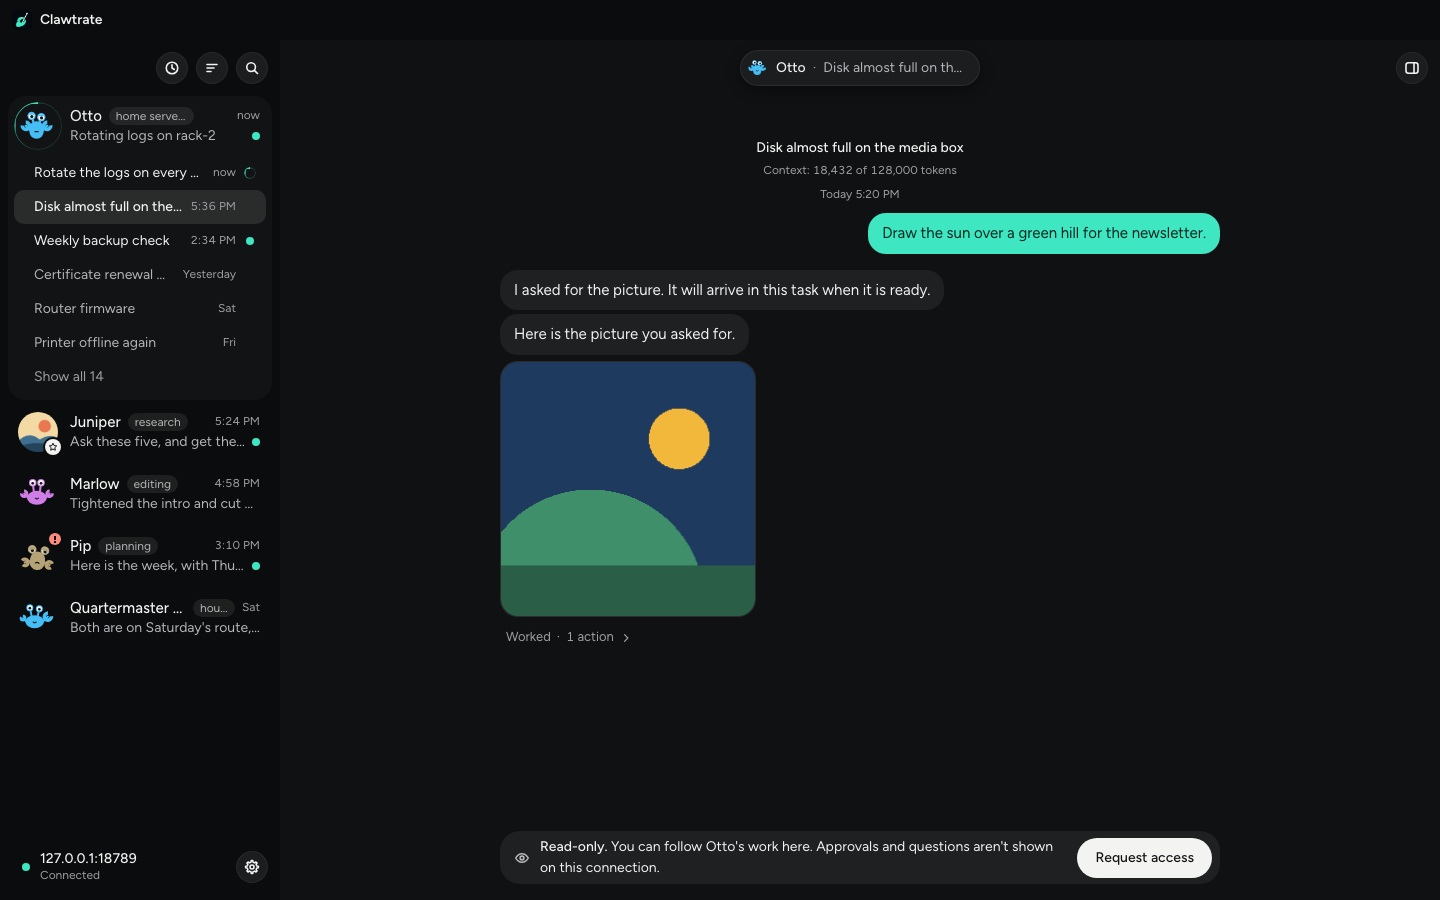 Clawtrate
Otto home serve... now
Rotating logs on rack-2
Rotate the logs on every ... now
Disk almost full on the... 5:36 PM
Weekly backup check 2:34 PM
Certificate renewal ... Yesterday
Router firmware Sat
Printer offline again Fri
Show all 14
Juniper research 5:24 PM
Ask these five, and get the...
Marlow editing 4:58 PM
Tightened the intro and cut ...
Pip planning 3:10 PM
Here is the week, with Thu...
Quartermaster ... hou... Sat
Both are on Saturday's route,...
127.0.0.1:18789
Connected
Otto · Disk almost full on th...
Disk almost full on the media box
Context: 18,432 of 128,000 tokens
Today 5:20 PM
Draw the sun over a green hill for the newsletter.
I asked for the picture. It will arrive in this task when it is ready.
Here is the picture you asked for.
Worked · 1 action
Read-only. You can follow Otto's work here. Approvals and questions aren't shown
on this connection.
Request access